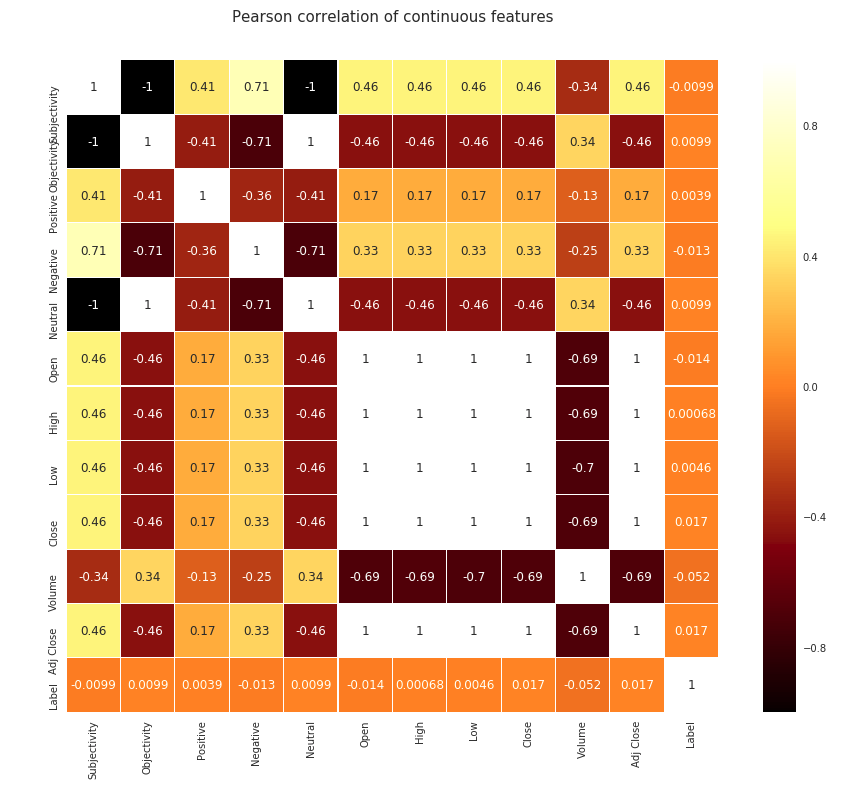 Pearson correlation of continuous features
Subjectivity 1 -1 0.41 0.71 -1 0.46 0.46 0.46 0.46 -0.34 0.46 -0.0099
Objectivity -1 1 -0.41 -0.71 1 -0.46 -0.46 -0.46 -0.46 0.34 -0.46 0.0099
Positive 0.41 -0.41 1 -0.36 -0.41 0.17 0.17 0.17 0.17 -0.13 0.17 0.0039
Negative 0.71 -0.71 -0.36 1 -0.71 0.33 0.33 0.33 0.33 -0.25 0.33 -0.013
Neutral -1 1 -0.41 -0.71 1 -0.46 -0.46 -0.46 -0.46 0.34 -0.46 0.0099
Open 0.46 -0.46 0.17 0.33 -0.46 1 1 1 1 -0.69 1 -0.014
High 0.46 -0.46 0.17 0.33 -0.46 1 1 1 1 -0.69 1 0.00068
Low 0.46 -0.46 0.17 0.33 -0.46 1 1 1 1 -0.7 1 0.0046
Close 0.46 -0.46 0.17 0.33 -0.46 1 1 1 1 -0.69 1 0.017
Volume -0.34 0.34 -0.13 -0.25 0.34 -0.69 -0.69 -0.7 -0.69 1 -0.69 -0.052
Adj Close 0.46 -0.46 0.17 0.33 -0.46 1 1 1 1 -0.69 1 0.017
Label -0.0099 0.0099 0.0039 -0.013 0.0099 -0.014 0.00068 0.0046 0.017 -0.052 0.017 1
Subjectivity Objectivity Positive Negative Neutral Open High Low Close Volume Adj Close Label
0.8
0.4
0.0
−0.4
−0.8